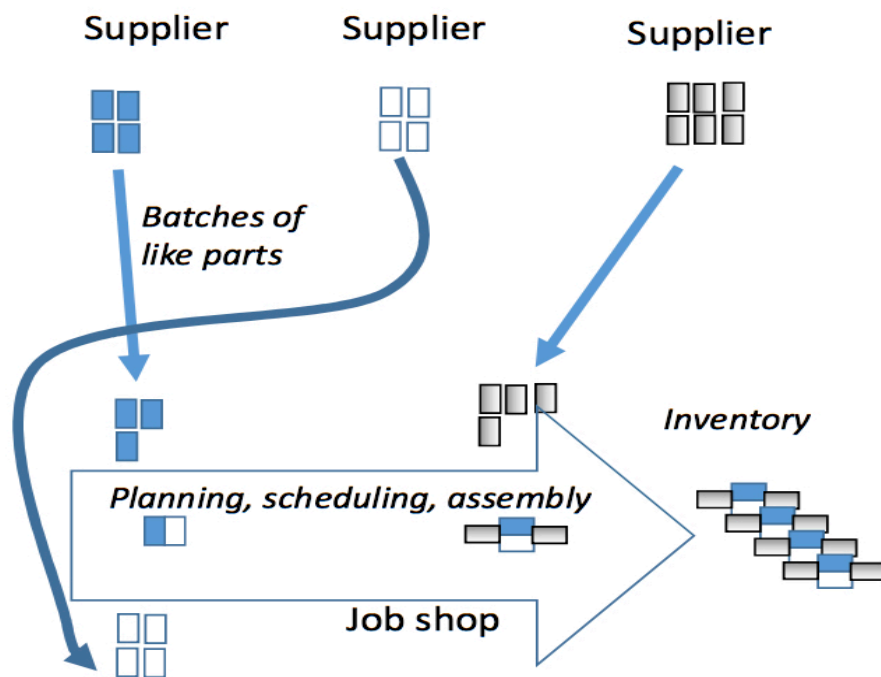 Supplier
Supplier
Supplier
Batches of
like parts
Inventory
Planning, scheduling, assembly
Job shop